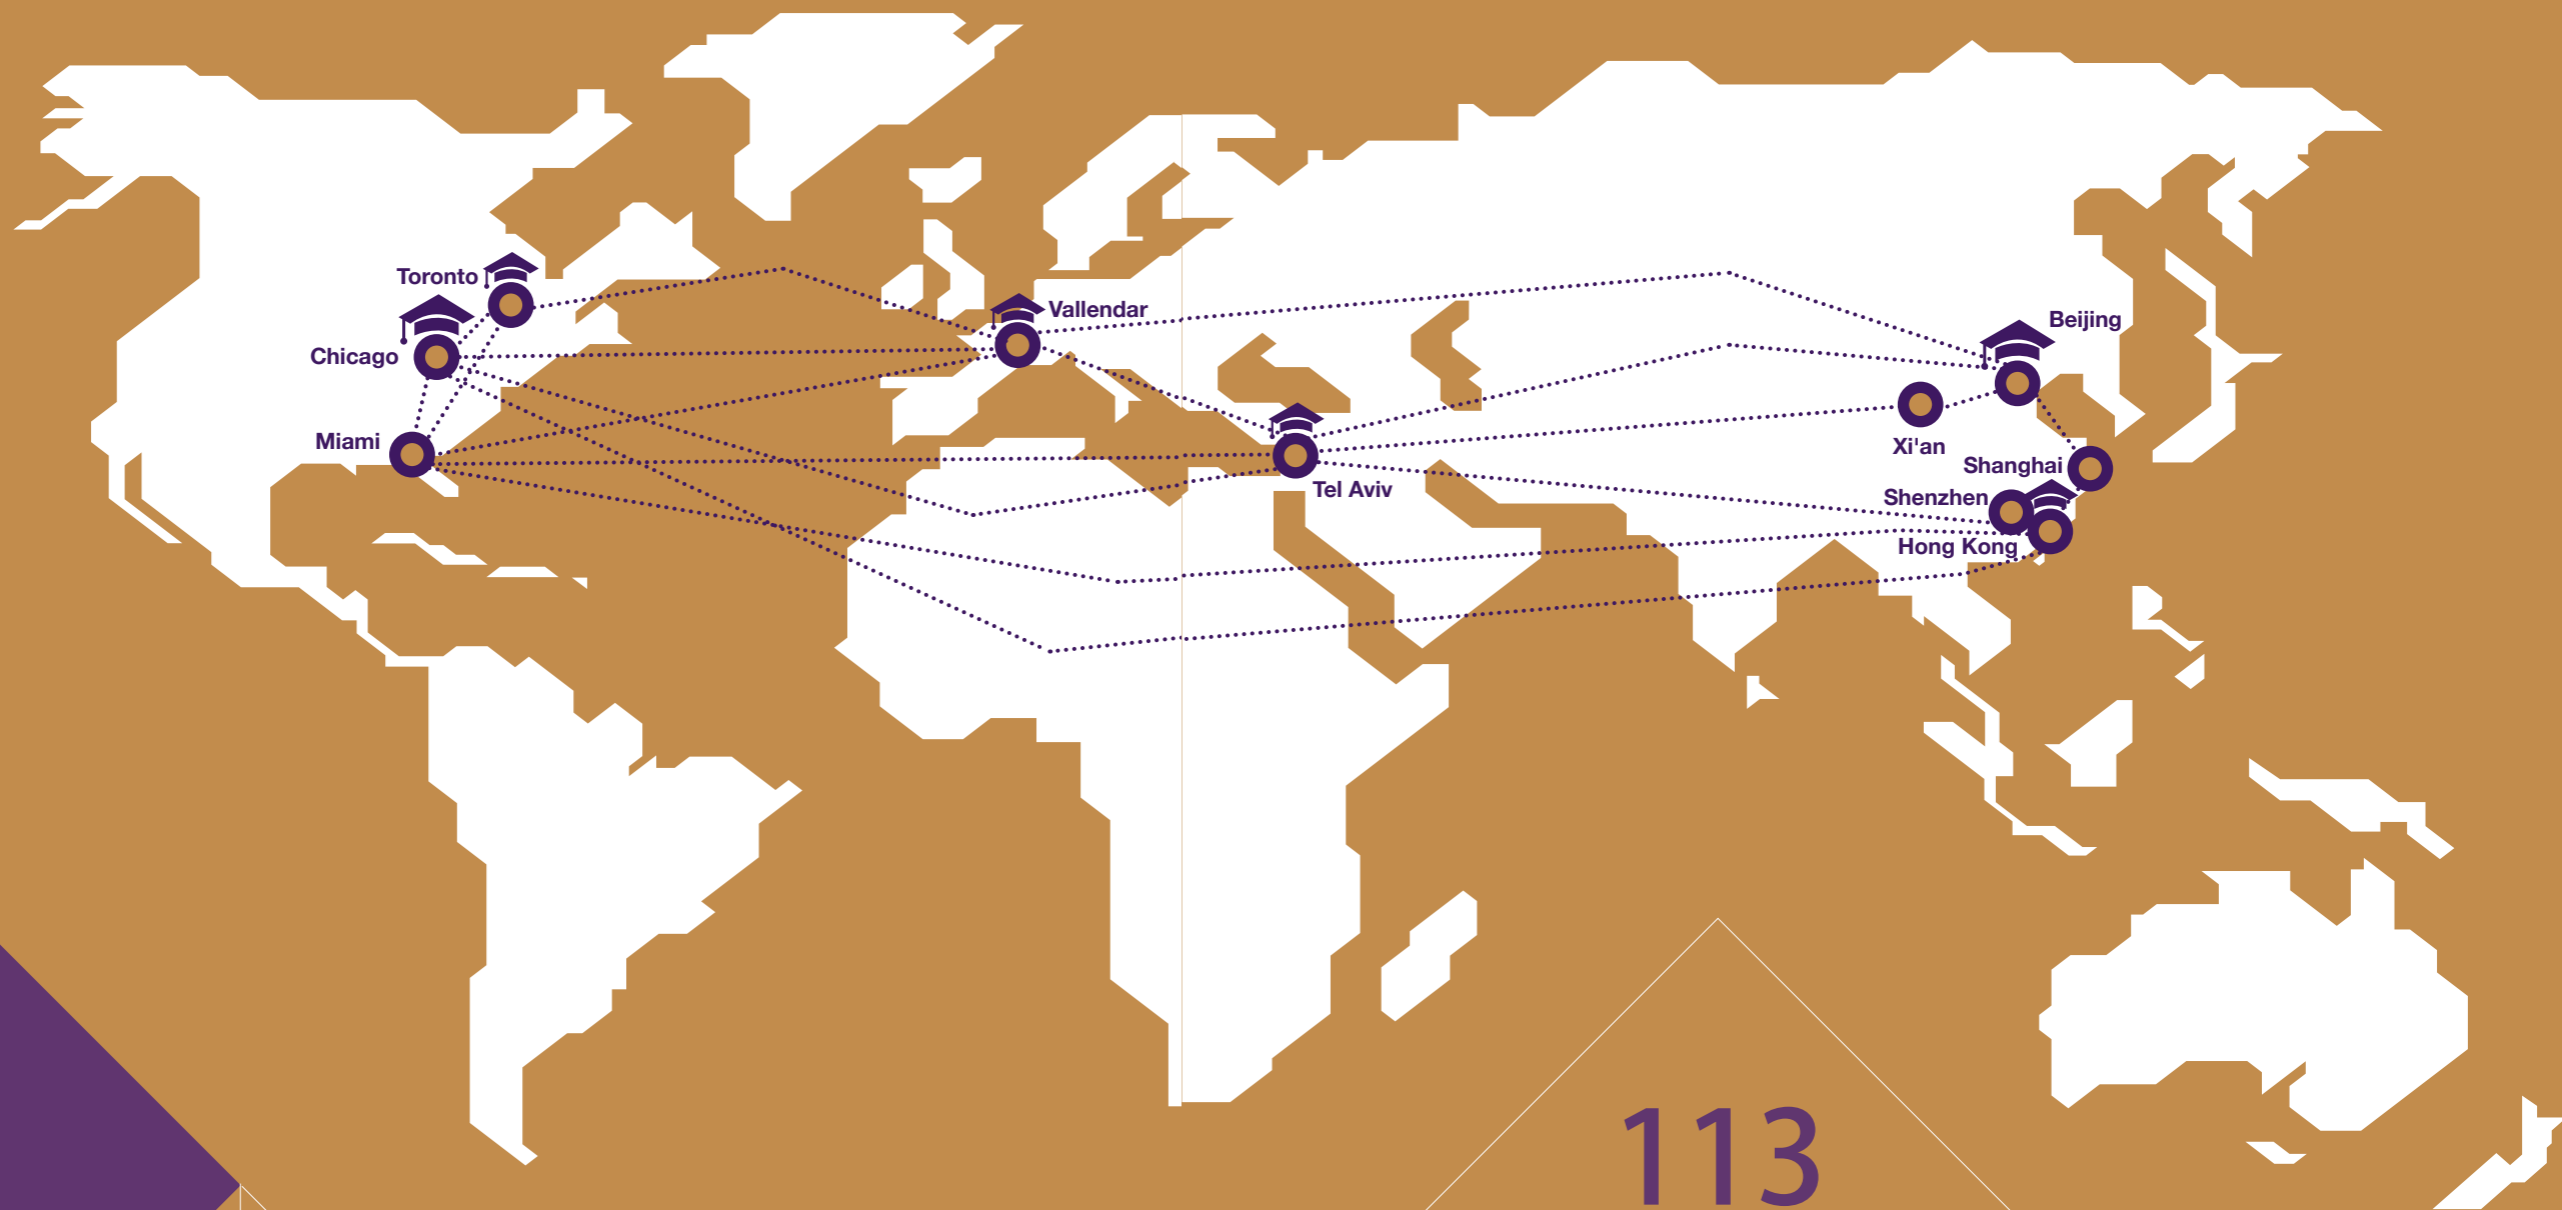 Toronto
Vallendar
Beijing
Chicago
Miami
Xi'an
Shanghai
Tel Aviv
Shenzhen
Hong Kong
113